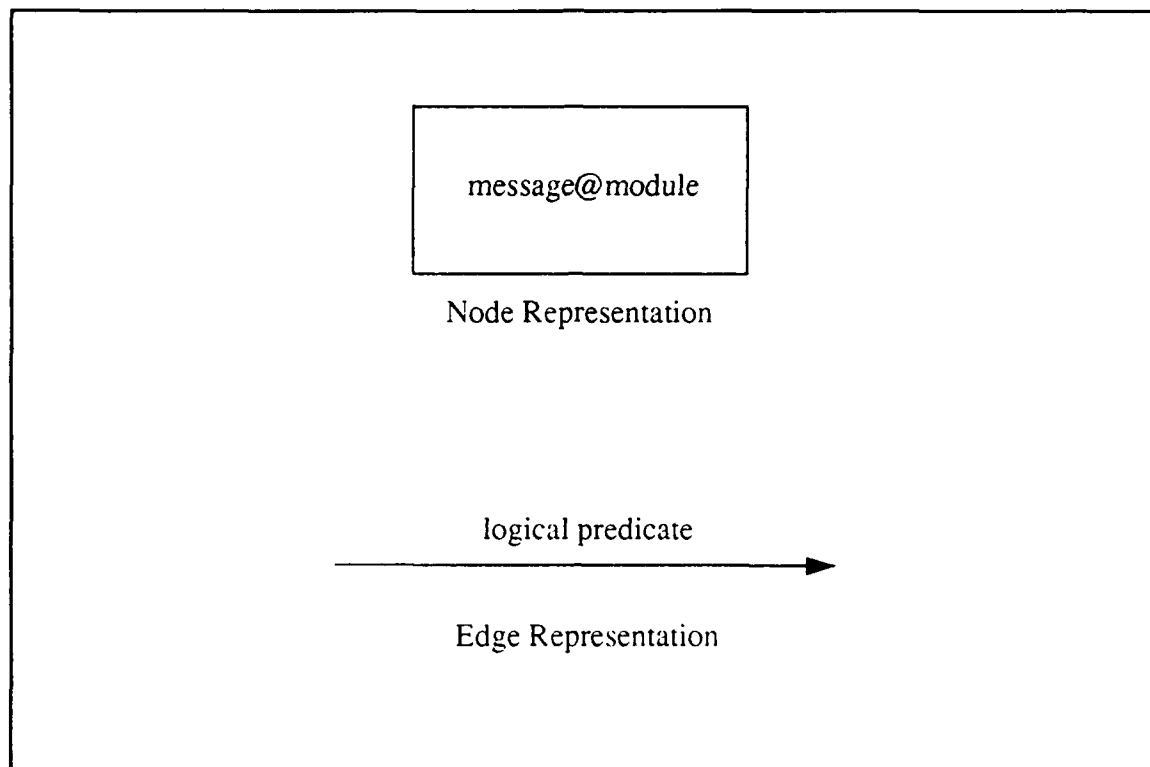 message@module
Node Representation
logical predicate
Edge Representation